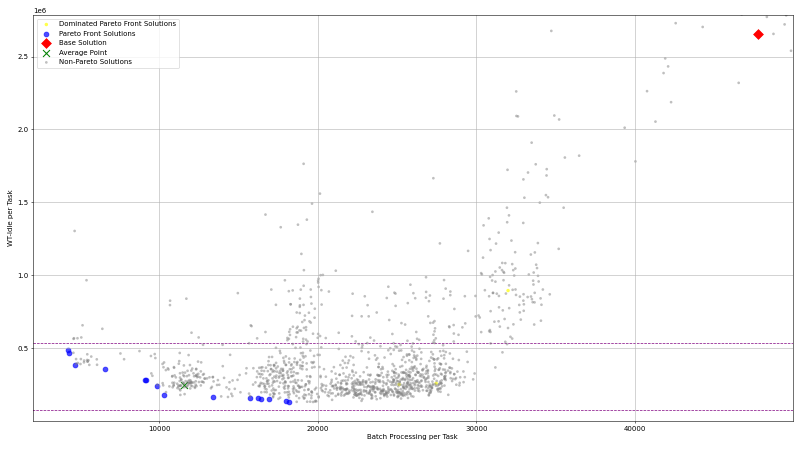 1e6
Dominated Pareto Front Solutions
Pareto Front Solutions
Base Solution
Average Point
Non-Pareto Solutions
2.5
2.0
1.5
1.0
0.5
WT-Idle per Task
10000 20000 30000 40000
Batch Processing per Task